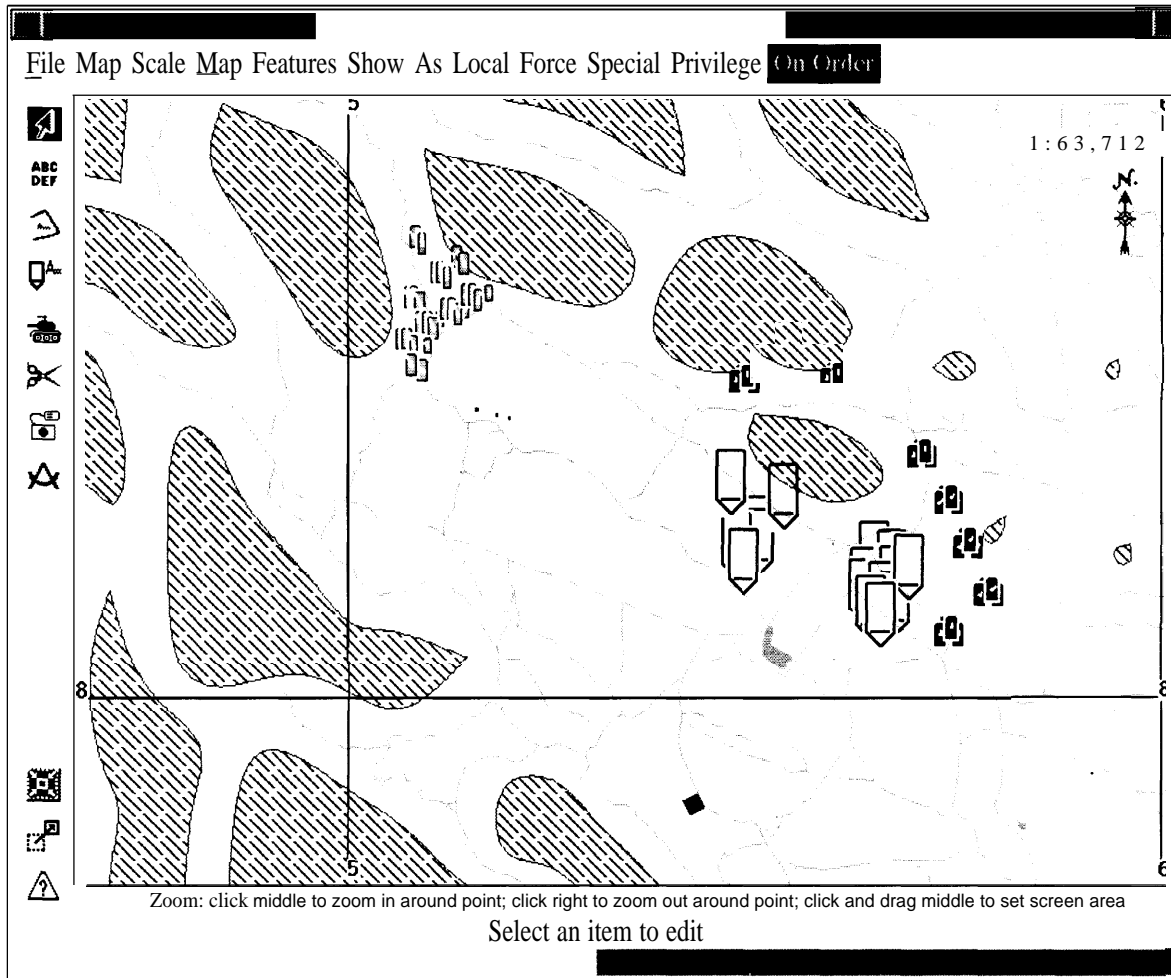 File Map Scale Map Features Show As Local Force Special Privilege On Order
5
1:63,712
N.
ABC
DEF
A
8
8
5
6
?
Zoom: click middle to zoom in around point; click right to zoom out around point; click and drag middle to set screen area
Select an item to edit